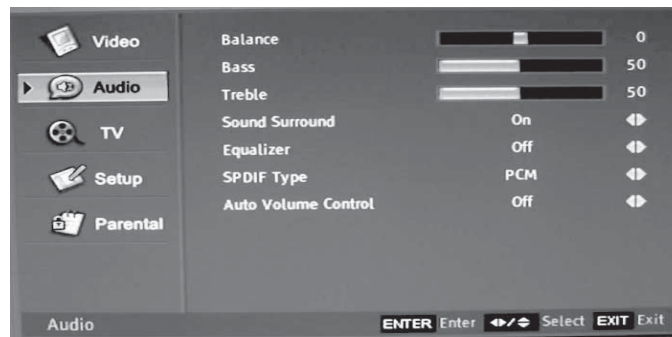 Video
Audio
TV
Setup
Parental
Balance 0
Bass 50
Treble 50
Sound Surround On
Equalizer Off
SPDIF Type PCM
Auto Volume Control Off
Audio ENTER Enter Select EXIT Exit